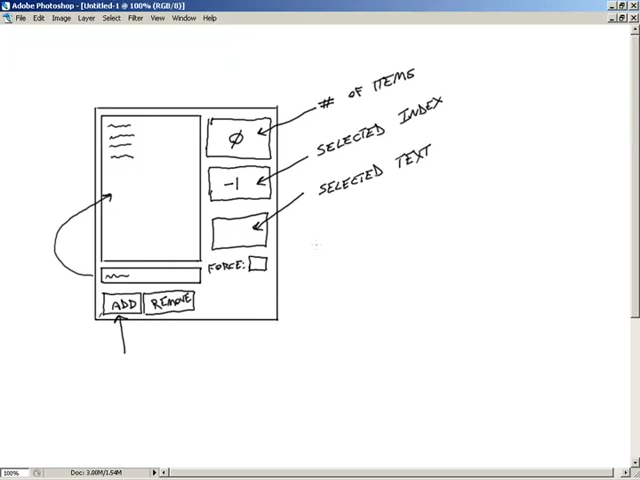 Adobe Photoshop - [Untitled-1 @ 100% (RGB/8)]
File Edit Image Layer Select Filter View Window Help
# OF ITEMS
Ø
SELECTED INDEX
-1
SELECTED TEXT
FORCE:
ADD REMOVE
100% Doc: 3.80M/1.54M